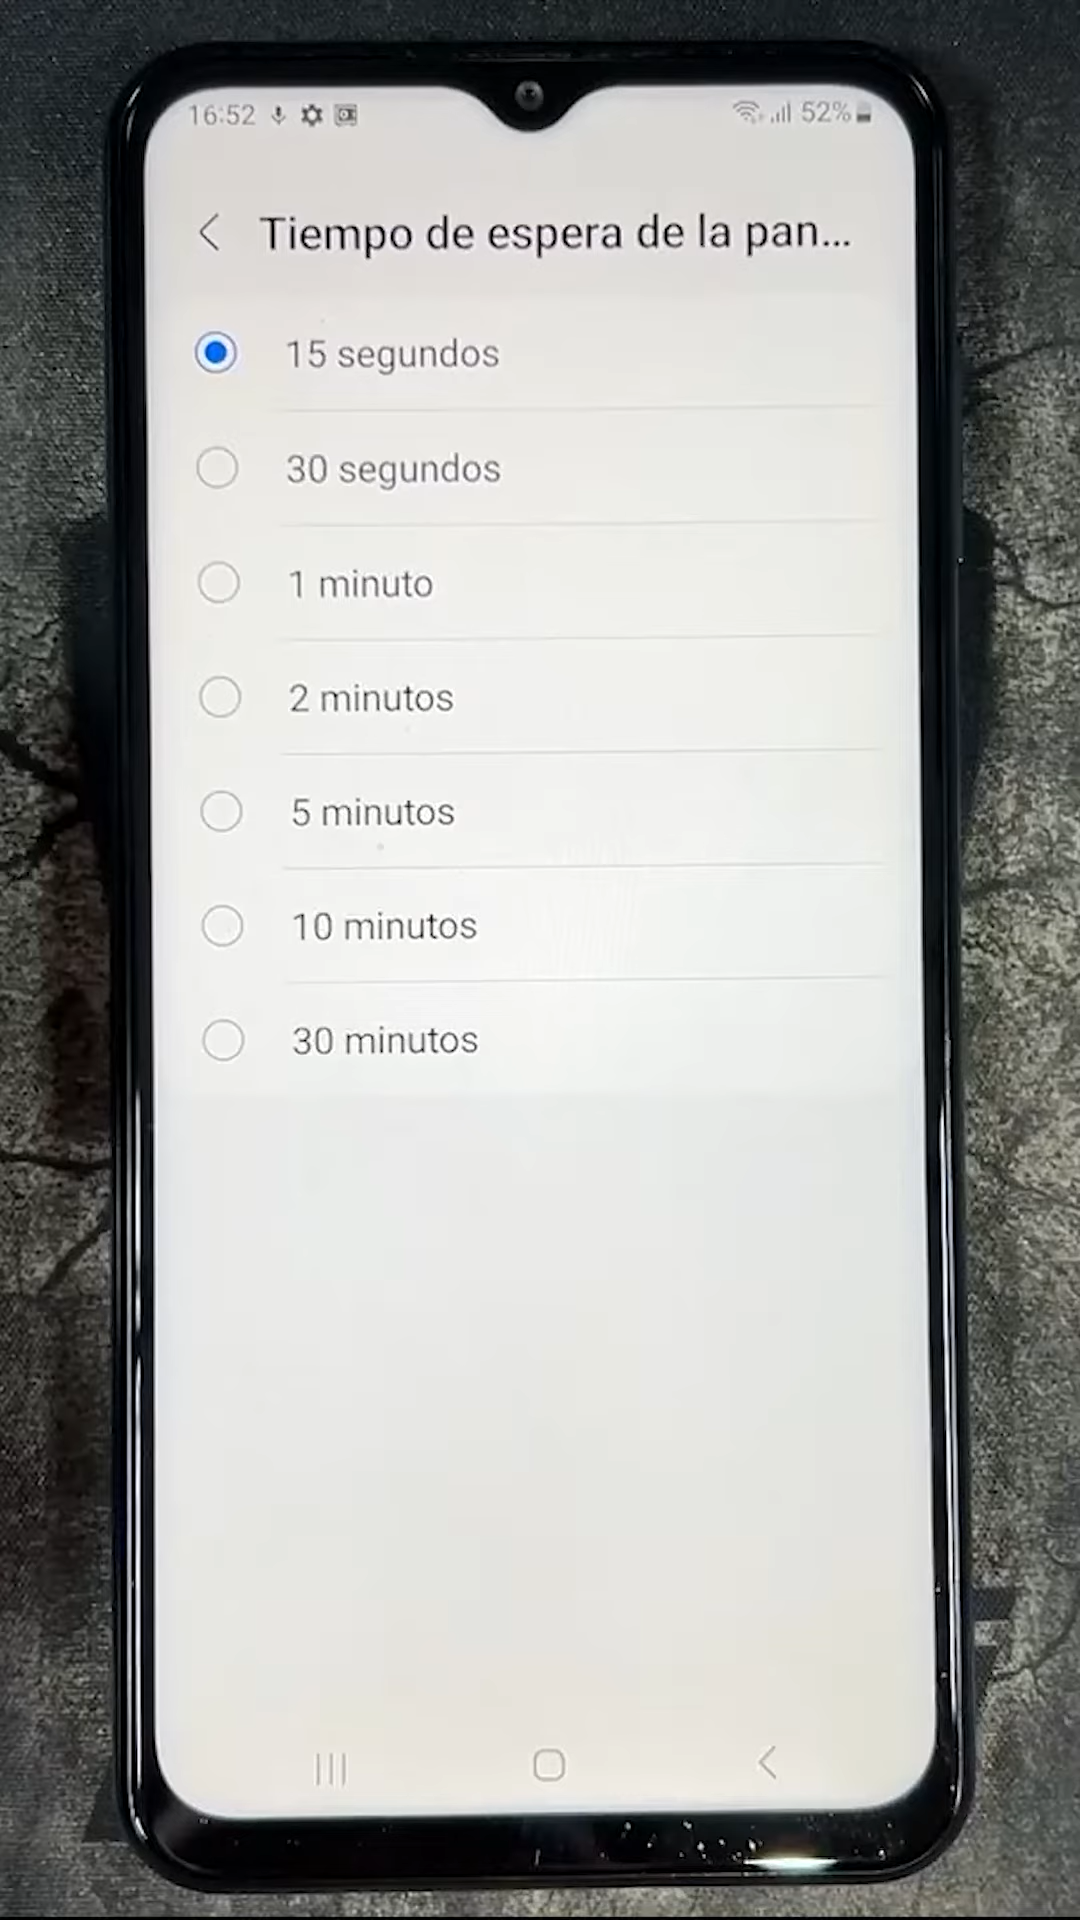 16:52 52%
Tiempo de espera de la pan...
15 segundos
30 segundos
1 minuto
2 minutos
5 minutos
10 minutos
30 minutos